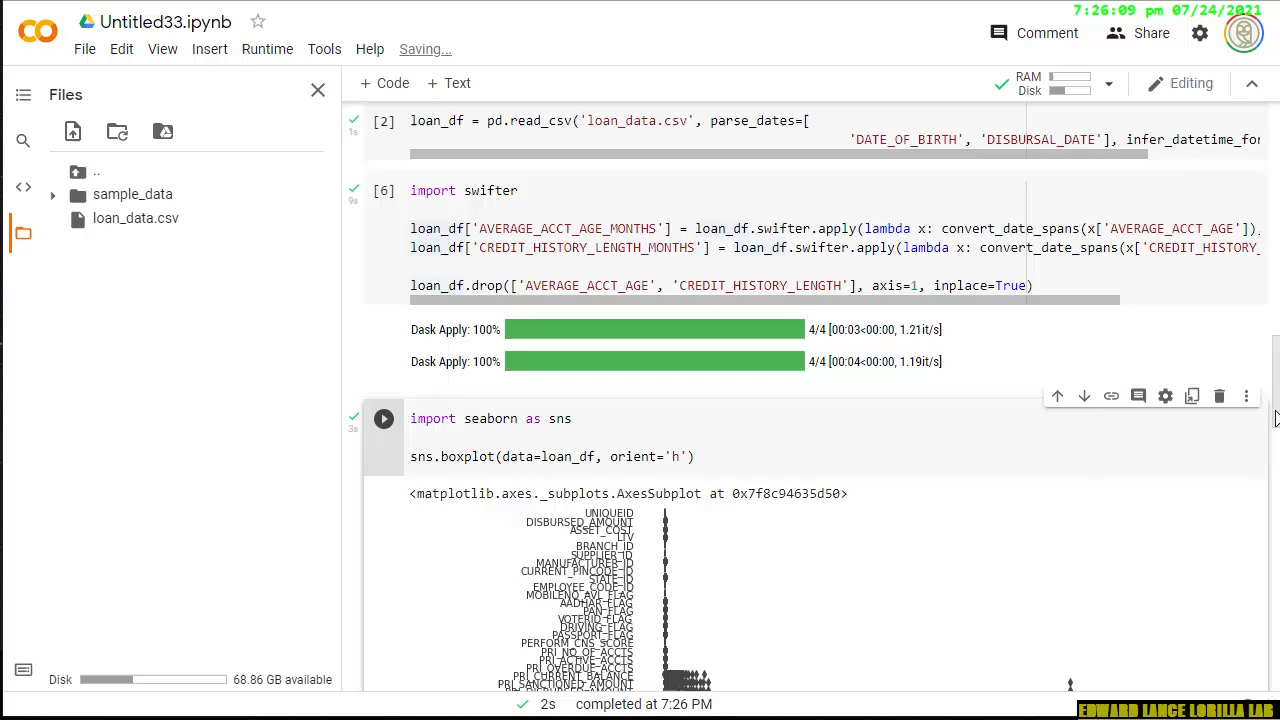 7:26:09 pm 07/24/2021
Untitled33.ipynb
File Edit View Insert Runtime Tools Help Saving...
Comment
Share
Files
+ Code + Text
RAM
Disk
Editing
..
sample_data
loan_data.csv
[2] loan_df = pd.read_csv('loan_data.csv', parse_dates=[
1s
'DATE_OF_BIRTH', 'DISBURSAL_DATE'], infer_datetime_for
[6] import swifter
9s
loan_df['AVERAGE_ACCT_AGE_MONTHS'] = loan_df.swifter.apply(lambda x: convert_date_spans(x['AVERAGE_ACCT_AGE']),
loan_df['CREDIT_HISTORY_LENGTH_MONTHS'] = loan_df.swifter.apply(lambda x: convert_date_spans(x['CREDIT_HISTORY_
loan_df.drop(['AVERAGE_ACCT_AGE', 'CREDIT_HISTORY_LENGTH'], axis=1, inplace=True)
Dask Apply: 100% 4/4 [00:03<00:00, 1.21it/s]
Dask Apply: 100% 4/4 [00:04<00:00, 1.19it/s]
import seaborn as sns
3s
sns.boxplot(data=loan_df, orient='h')
<matplotlib.axes._subplots.AxesSubplot at 0x7f8c94635d50>
UNIQUEID
DISBURSED_AMOUNT
ASSET_COST
LTV
BRANCH_ID
SUPPLIER_ID
MANUFACTURER_ID
CURRENT_PINCODE_ID
STATE_ID
EMPLOYEE_CODE_ID
MOBILENO_AVL_FLAG
AADHAR_FLAG
PAN_FLAG
VOTERID_FLAG
DRIVING_FLAG
PASSPORT_FLAG
PERFORM_CNS_SCORE
PRI_NO_OF_ACCTS
PRI_ACTIVE_ACCTS
PRI_OVERDUE_ACCTS
PRI_CURRENT_BALANCE
PRI_SANCTIONED_AMOUNT
Disk 68.86 GB available
2s completed at 7:26 PM
EDWARD LANCE LORILLA LAB